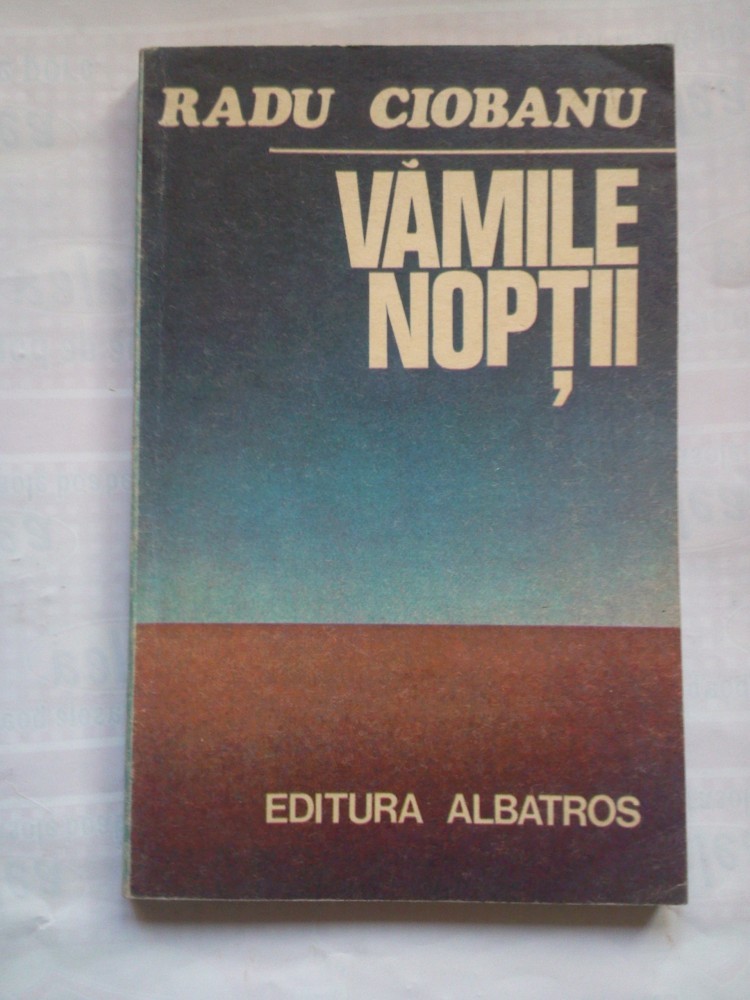 RADU CIOBANU
VĂMILE
NOPȚII
EDITURA ALBATROS